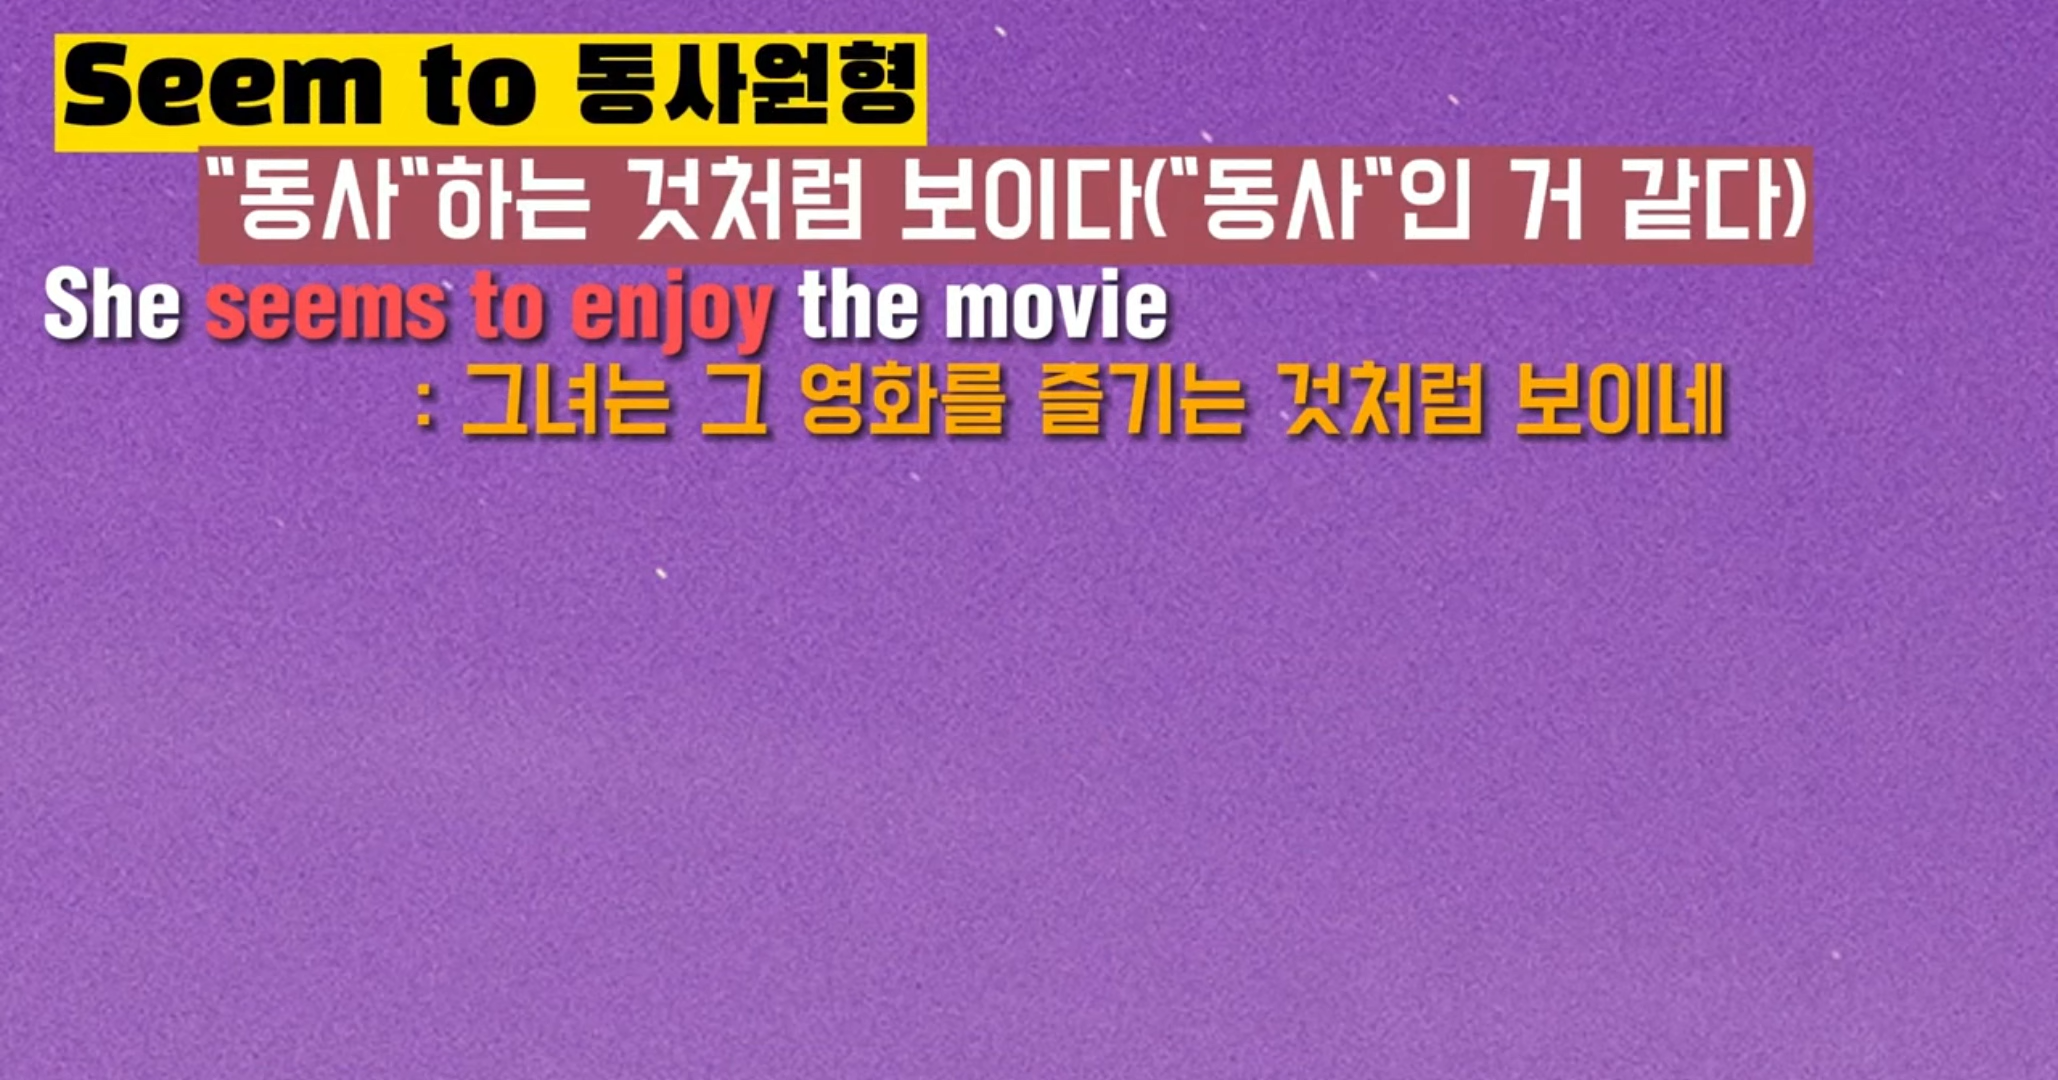 Seem to 동사원형
"동사"하는 것처럼 보이다("동사"인 거 같다)
She seems to enjoy the movie
: 그녀는 그 영화를 즐기는 것처럼 보이네